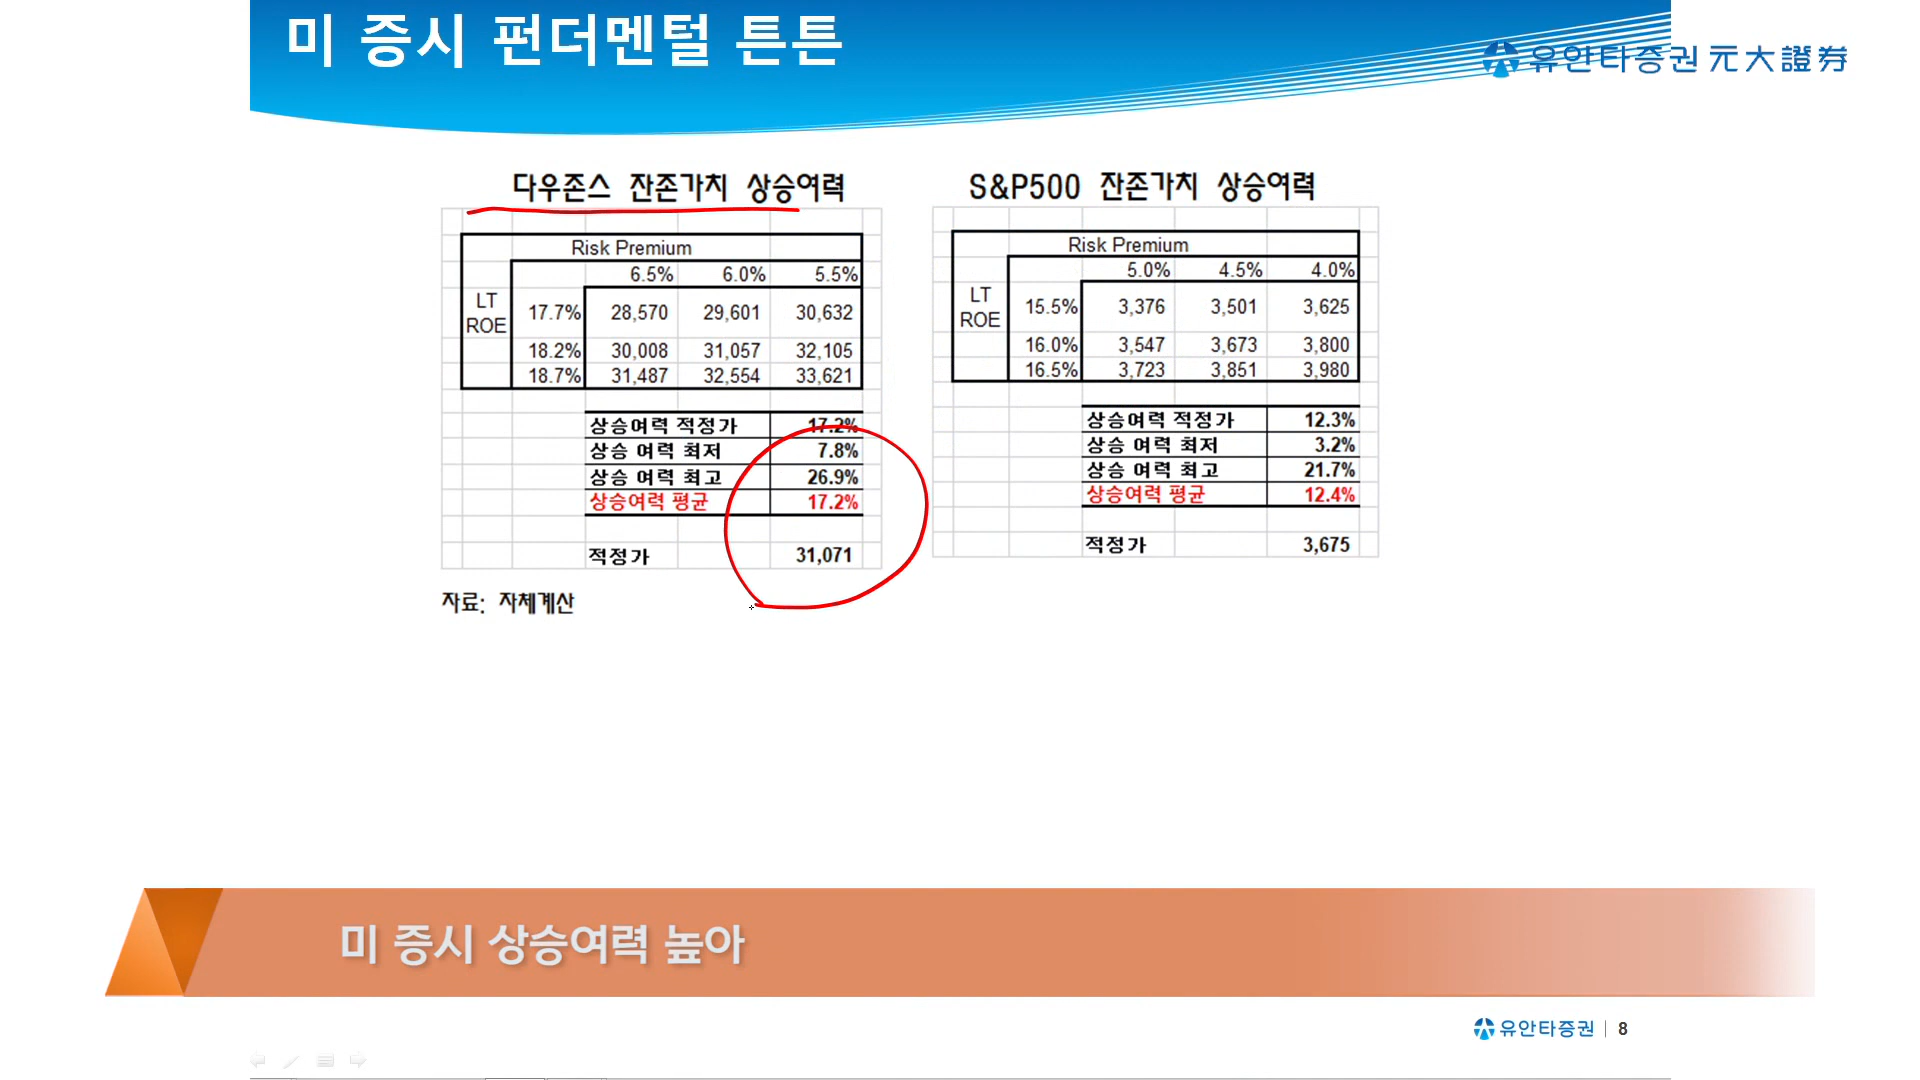 미 증시 펀더멘털 튼튼
유안타증권 元大證券
다우존스 잔존가치 상승여력
Risk Premium
6.5% 6.0% 5.5%
LT ROE 17.7% 28,570 29,601 30,632
18.2% 30,008 31,057 32,105
18.7% 31,487 32,554 33,621
상승여력 적정가 17.2%
상승 여력 최저 7.8%
상승 여력 최고 26.9%
상승여력 평균 17.2%
적정가 31,071
자료: 자체계산
S&P500 잔존가치 상승여력
Risk Premium
5.0% 4.5% 4.0%
LT ROE 15.5% 3,376 3,501 3,625
16.0% 3,547 3,673 3,800
16.5% 3,723 3,851 3,980
상승여력 적정가 12.3%
상승 여력 최저 3.2%
상승 여력 최고 21.7%
상승여력 평균 12.4%
적정가 3,675
미 증시 상승여력 높아
유안타증권 8